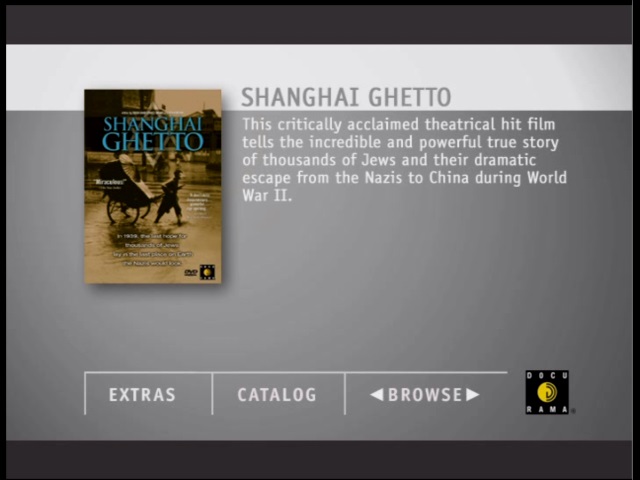 SHANGHAI GHETTO
This critically acclaimed theatrical hit film
tells the incredible and powerful true story
of thousands of Jews and their dramatic
escape from the Nazis to China during World
War II.
SHANGHAI
GHETTO
"Miraculous"
In 1939, the last hope for
thousands of Jews
lay in the last place on Earth
the Nazis would look.
DVD
DOCU
RAMA
EXTRAS
CATALOG
◀BROWSE▶
DOCU
RAMA®